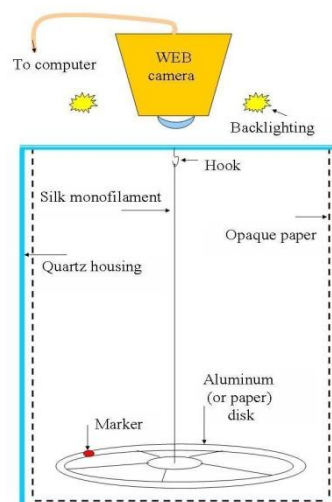 WEB
camera
To computer
Backlighting
Hook
Silk monofilament
Opaque paper
Quartz housing
Aluminum
(or paper)
disk
Marker